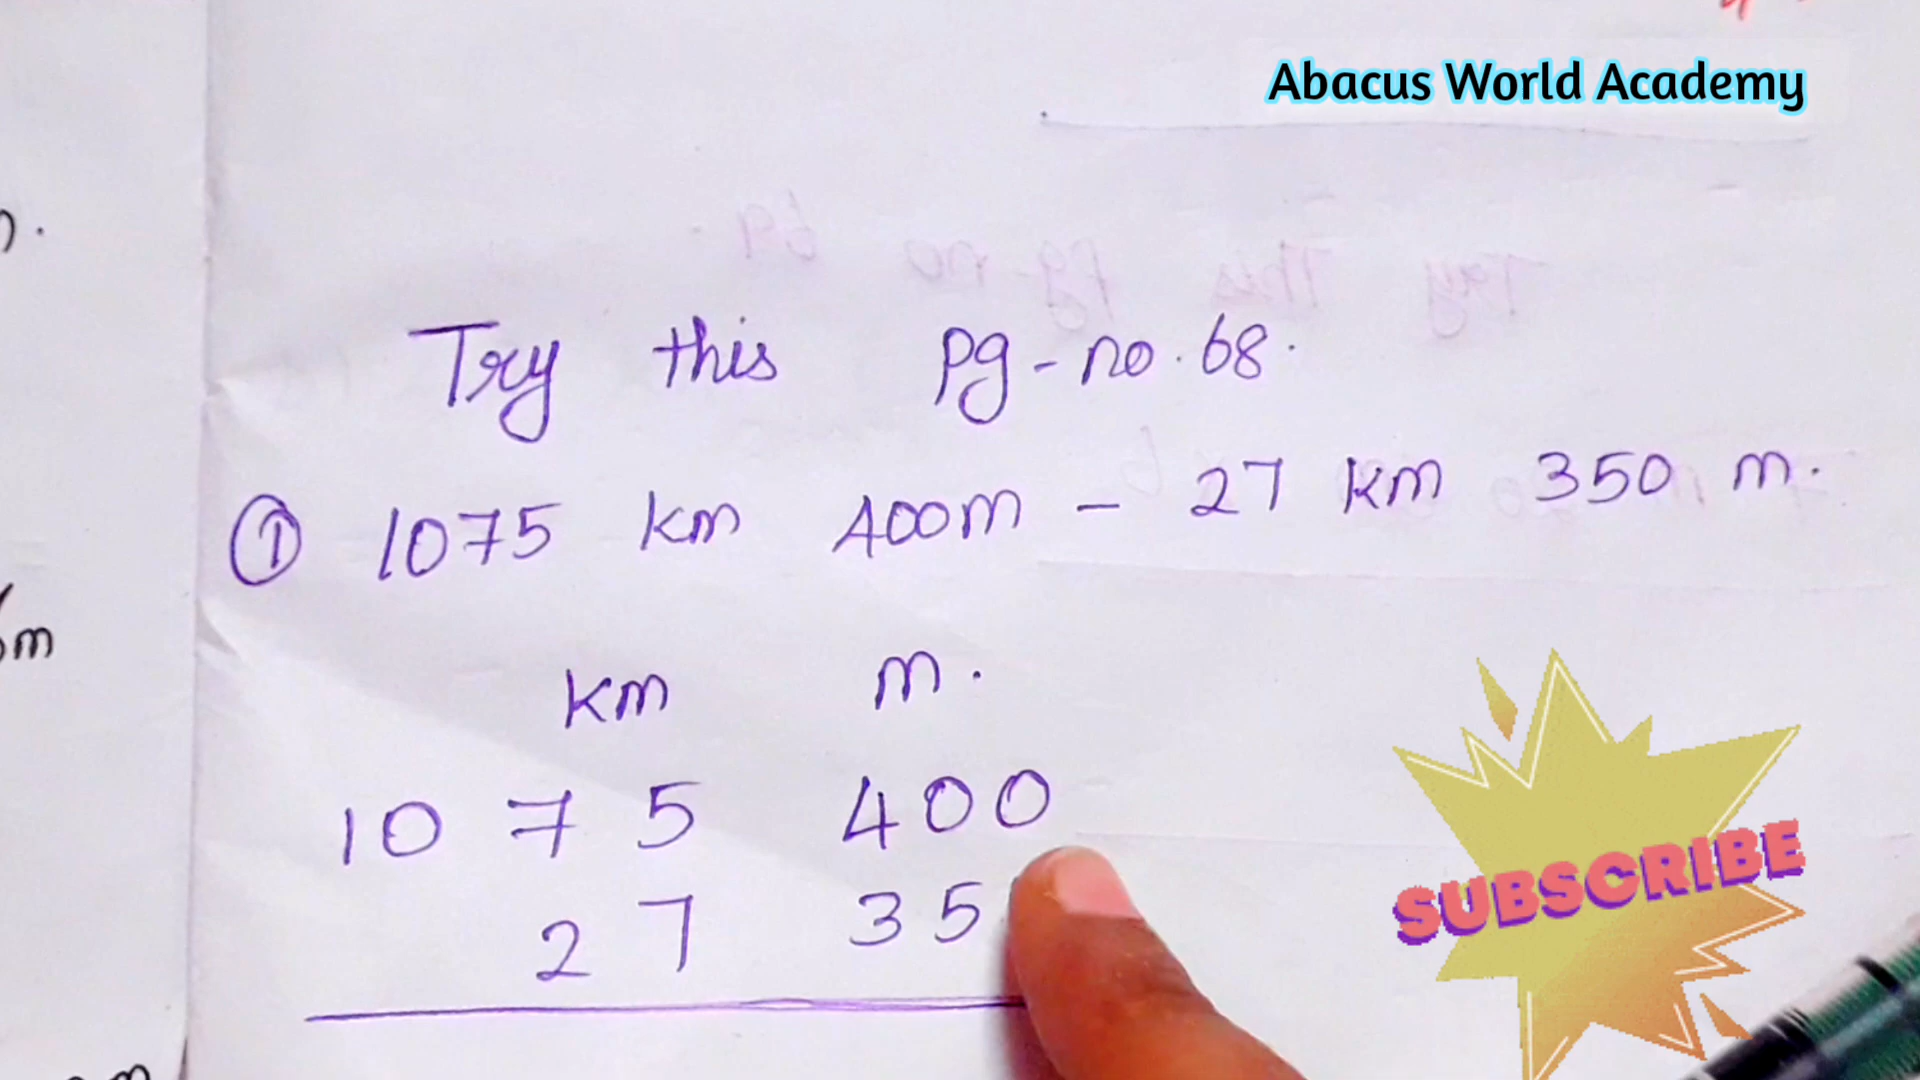 Abacus World Academy
Try this pg-no.68.
① 1075 km 400m - 27 km 350 m.
km m.
1075 400
27 35
SUBSCRIBE
m